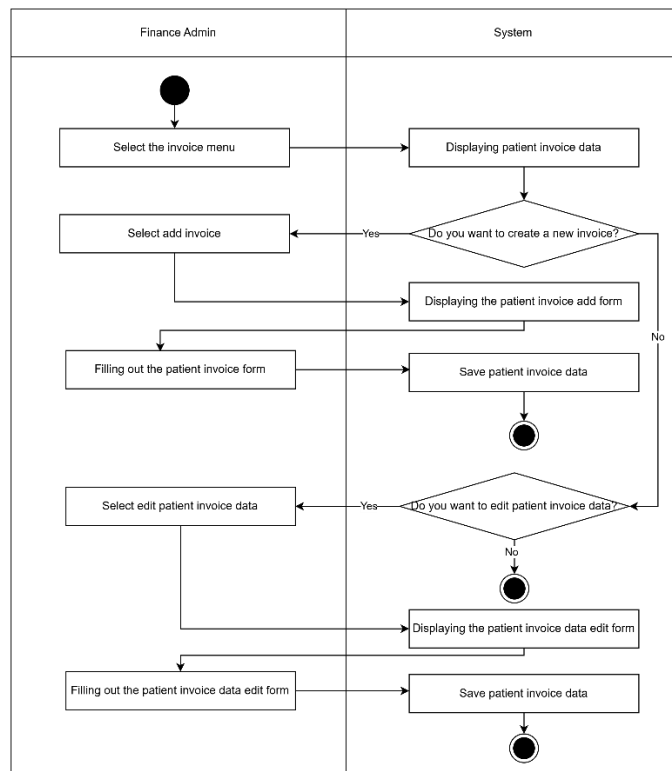 Finance Admin
System
Select the invoice menu
Displaying patient invoice data
Select add invoice
Yes
Do you want to create a new invoice?
Displaying the patient invoice add form
No
Filling out the patient invoice form
Save patient invoice data
Select edit patient invoice data
Yes
Do you want to edit patient invoice data?
No
Displaying the patient invoice data edit form
Filling out the patient invoice data edit form
Save patient invoice data